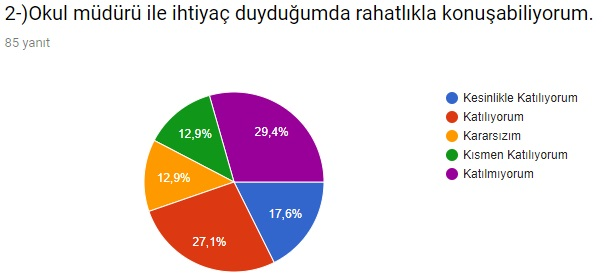 2-)Okul müdürü ile ihtiyaç duyduğumda rahatlıkla konuşabiliyorum.
85 yanıt
Kesinlikle Katılıyorum
Katılıyorum
Kararsızım
Kısmen Katılıyorum
Katılmıyorum
12,9%
29,4%
12,9%
17,6%
27,1%